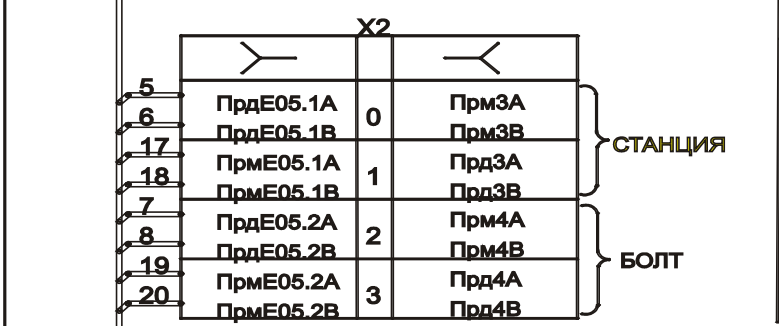 X2
5 ПрдЕ05.1А 0 Прм3А
6 ПрдЕ05.1В Прм3В
17 ПрмЕ05.1А 1 Прд3А
18 ПрмЕ05.1В Прд3В
СТАНЦИЯ
7 ПрдЕ05.2А 2 Прм4А
8 ПрдЕ05.2В Прм4В
19 ПрмЕ05.2А 3 Прд4А
20 ПрмЕ05.2В Прд4В
БОЛТ